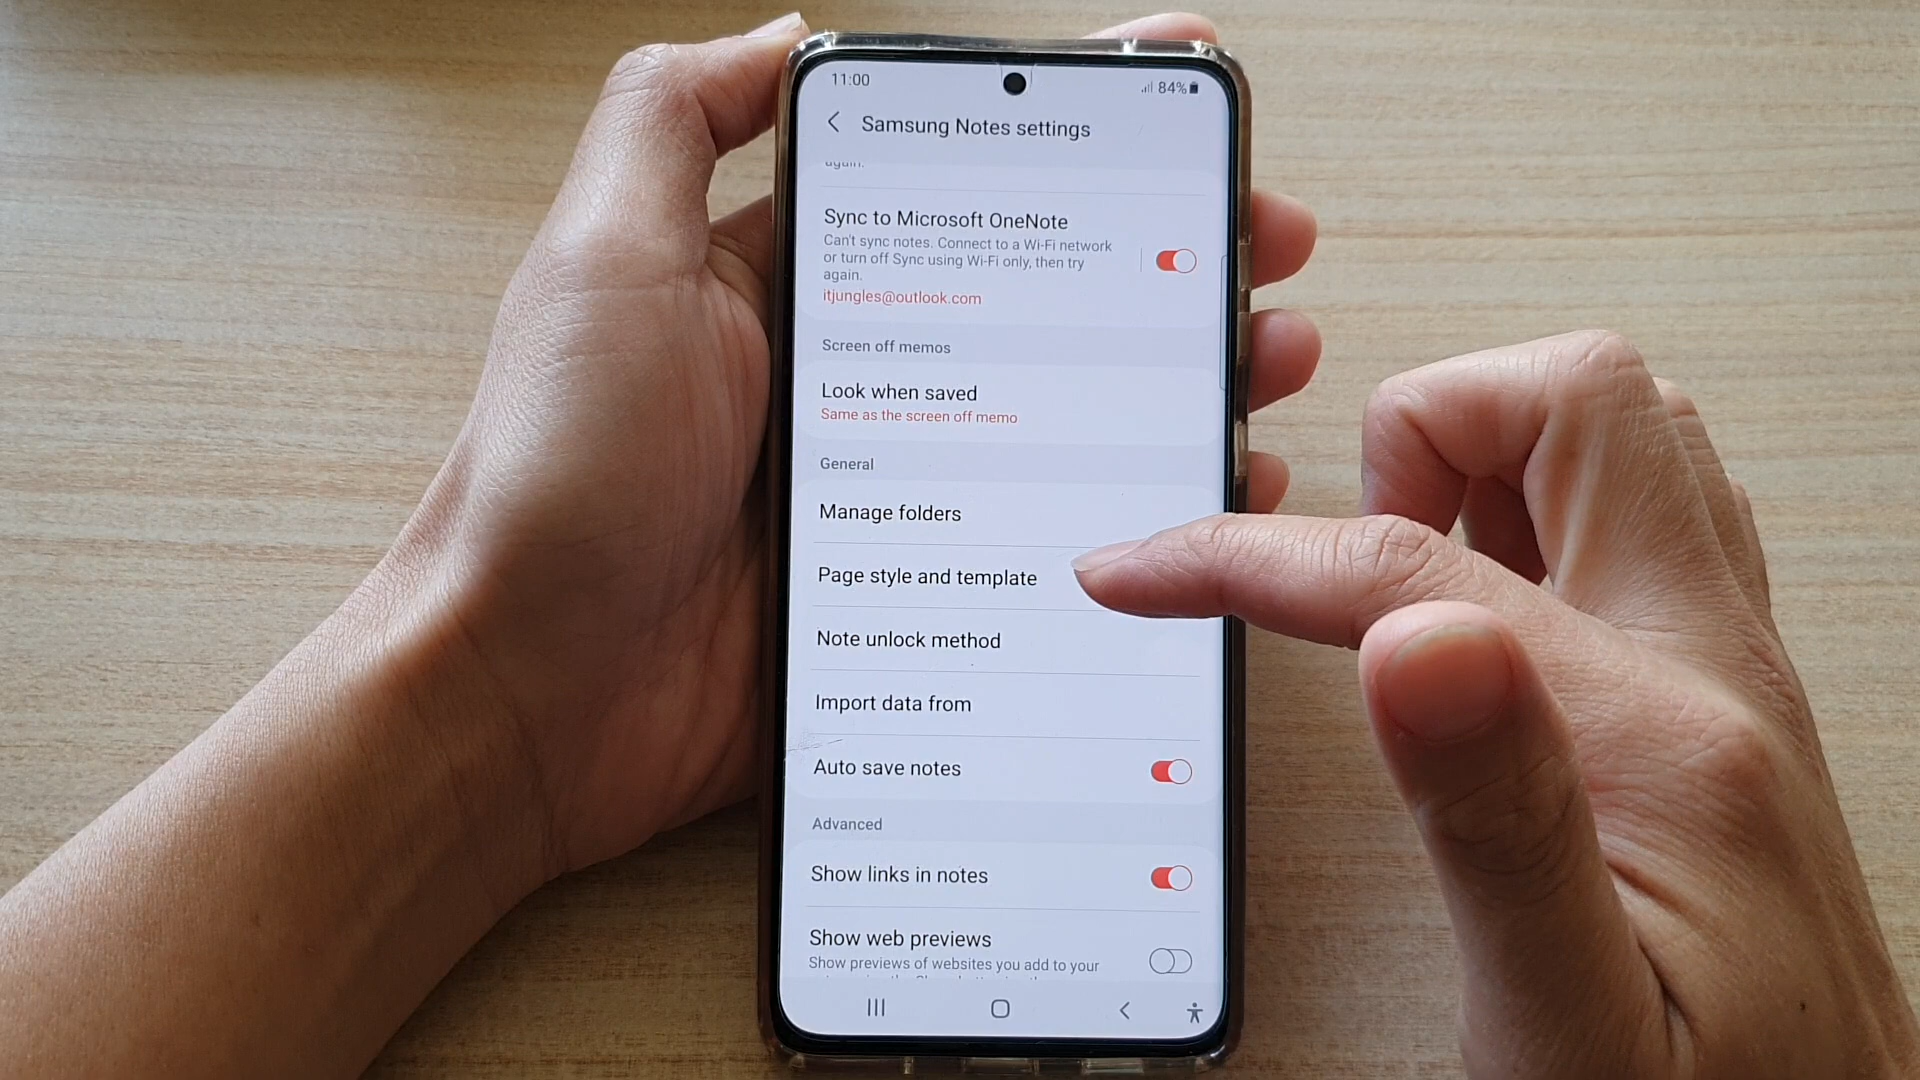 11:00
84%
Samsung Notes settings
again.
Sync to Microsoft OneNote
Can't sync notes. Connect to a Wi-Fi network
or turn off Sync using Wi-Fi only, then try
again.
itjungles@outlook.com
Screen off memos
Look when saved
Same as the screen off memo
General
Manage folders
Page style and template
Note unlock method
Import data from
Auto save notes
Advanced
Show links in notes
Show web previews
Show previews of websites you add to your